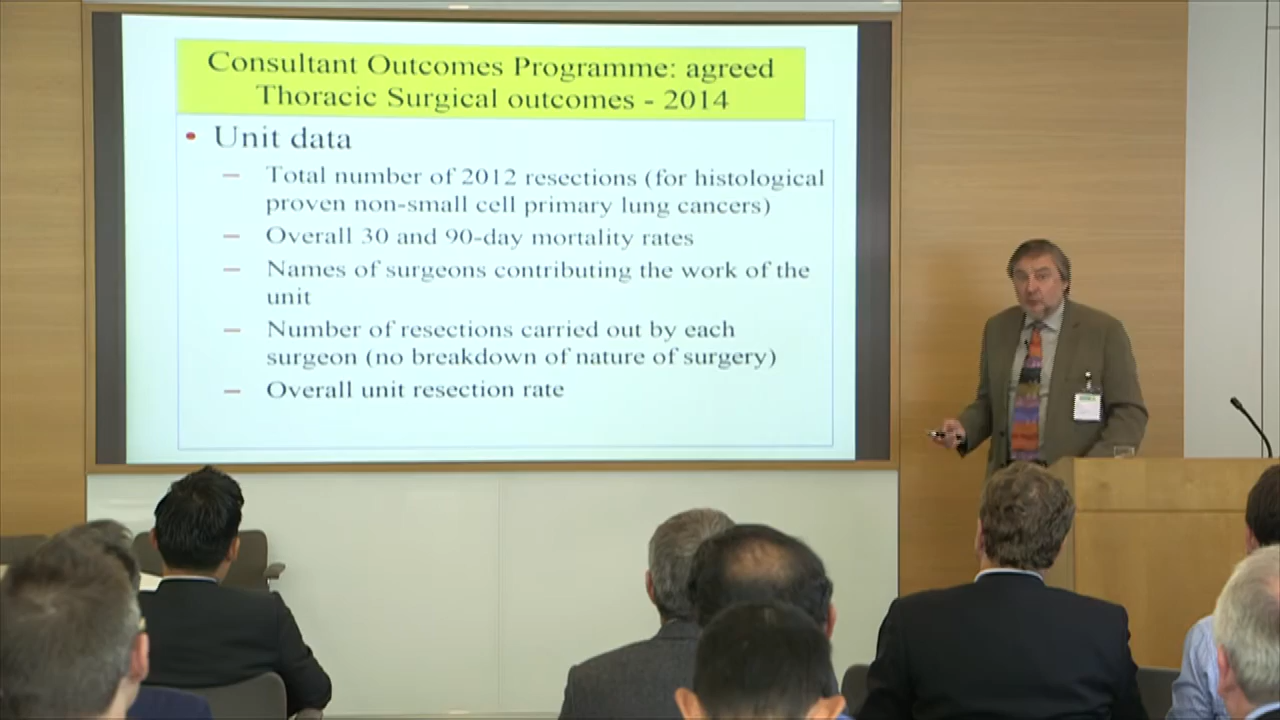 Consultant Outcomes Programme: agreed
Thoracic Surgical outcomes - 2014
• Unit data
– Total number of 2012 resections (for histological
proven non-small cell primary lung cancers)
– Overall 30 and 90-day mortality rates
– Names of surgeons contributing the work of the
unit
– Number of resections carried out by each
surgeon (no breakdown of nature of surgery)
– Overall unit resection rate